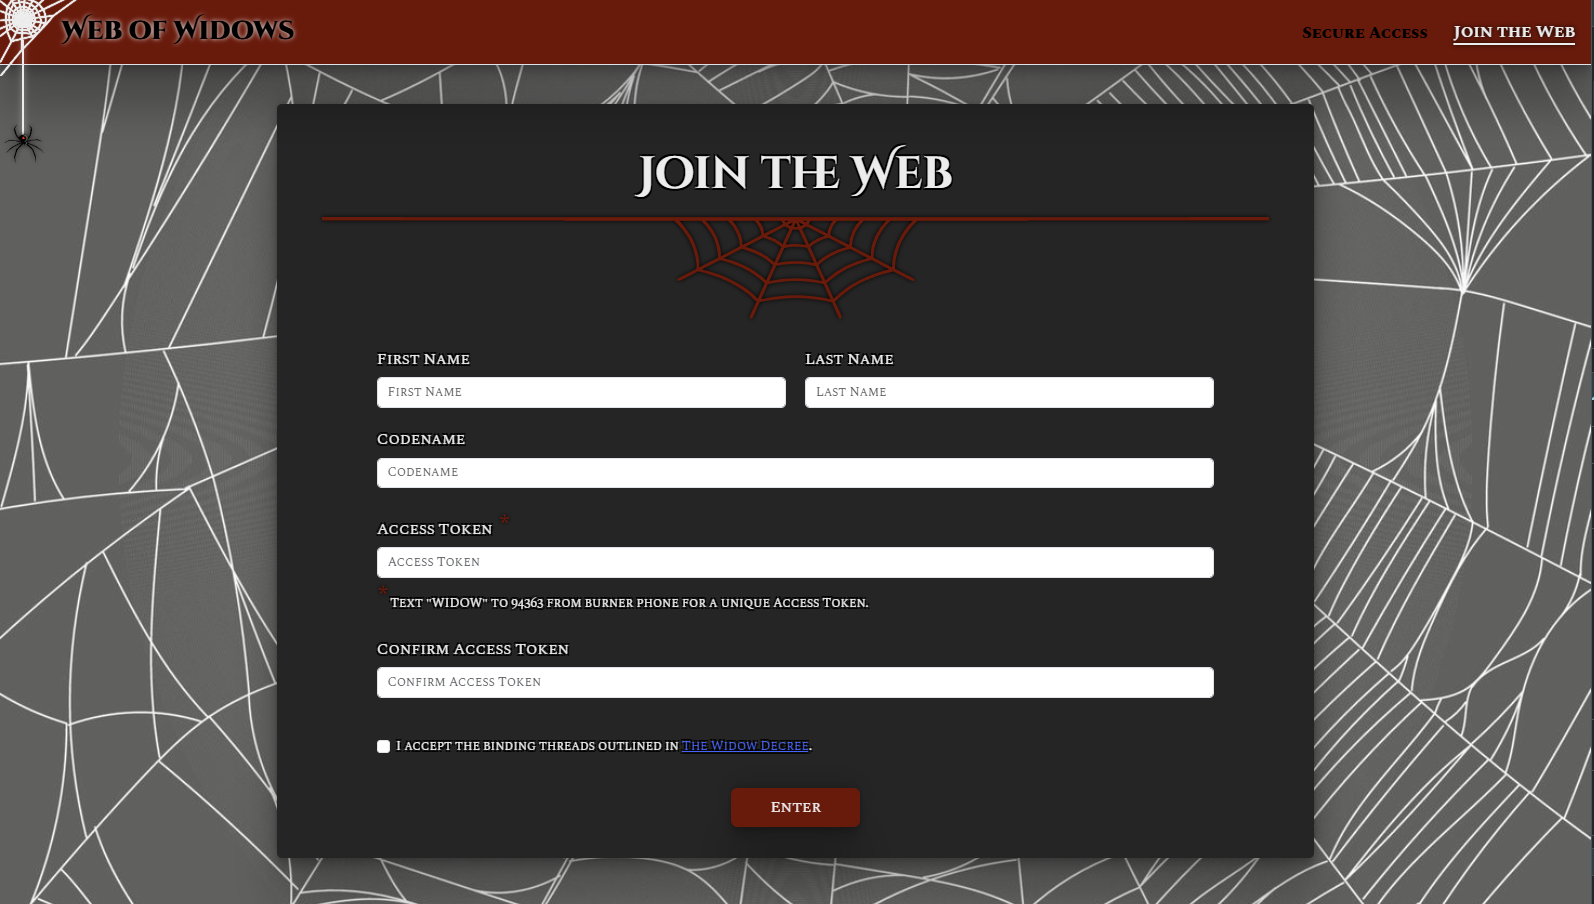 Web of Widows
Secure Access
Join the Web
Join the Web
First Name
Last Name
First Name
Last Name
Codename
Codename
Access Token *
Access Token
* Text "WIDOW" to 94363 from burner phone for a unique Access Token.
Confirm Access Token
Confirm Access Token
I accept the binding threads outlined in The Widow Decree.
Enter